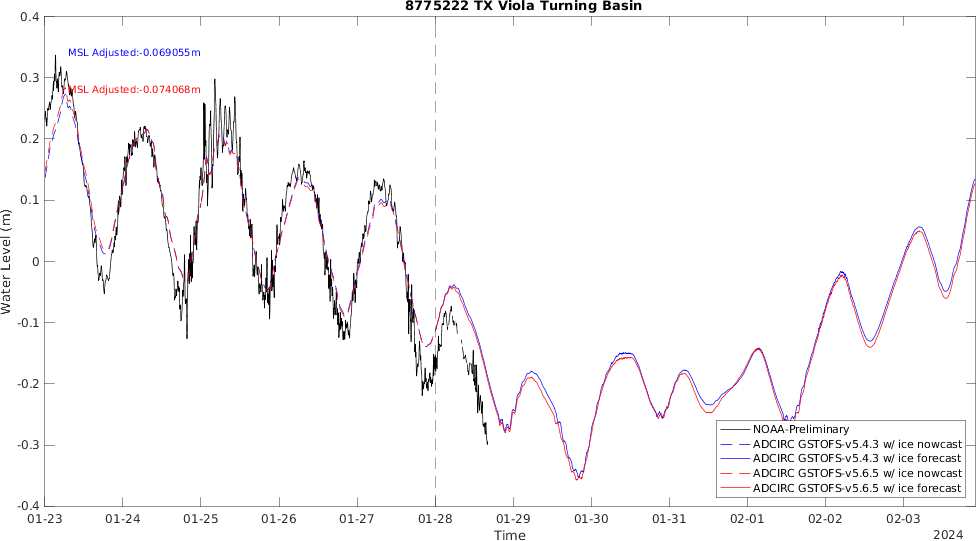 8775222 TX Viola Turning Basin
MSL Adjusted:-0.069055m
MSL Adjusted:-0.074068m
Water Level (m)
0.4
0.3
0.2
0.1
0
-0.1
-0.2
-0.3
-0.4
NOAA-Preliminary
ADCIRC GSTOFS-v5.4.3 w/ ice nowcast
ADCIRC GSTOFS-v5.4.3 w/ ice forecast
ADCIRC GSTOFS-v5.6.5 w/ ice nowcast
ADCIRC GSTOFS-v5.6.5 w/ ice forecast
01-23 01-24 01-25 01-26 01-27 01-28 01-29 01-30 01-31 02-01 02-02 02-03
Time
2024